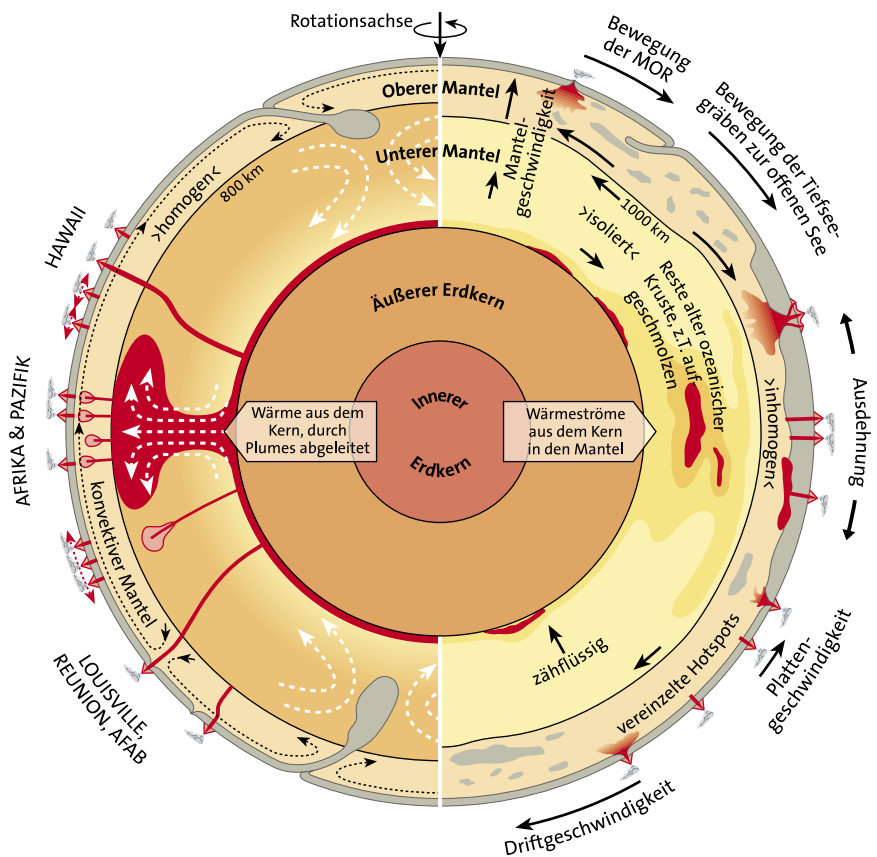 Rotationsachse
Bewegung
der MOR
Bewegung der Tiefsee-
gräben zur offenen See
Oberer Mantel
Mantel-
geschwindigkeit
Unterer Mantel
>homogen<
800 km
1000 km
>isoliert<
HAWAII
Reste alter ozeanischer
Kruste, z.T. auf
geschmolzen
Äußerer Erdkern
Innerer
Erdkern
Wärme aus dem
Kern, durch
Plumes abgeleitet
Wärmeströme
aus dem Kern
in den Mantel
AFRIKA & PAZIFIK
>inhomogen<
Ausdehnung
konvektiver Mantel
zähflüssig
vereinzelte Hotspots
Platten-
geschwindigkeit
LOUISVILLE,
REUNION, AFAB
Driftgeschwindigkeit